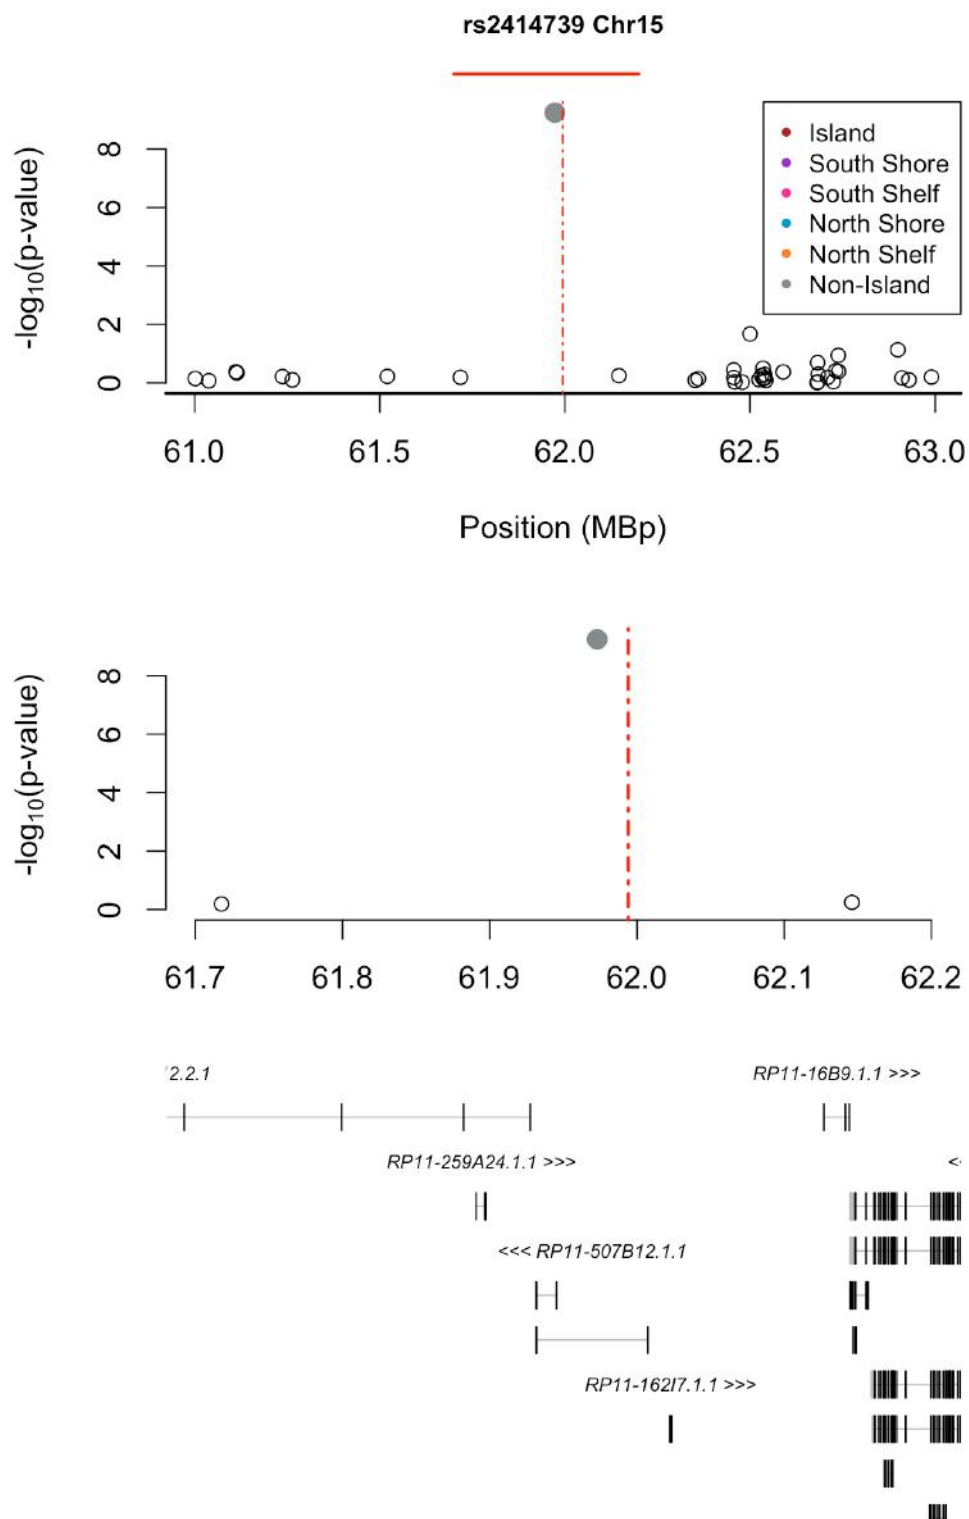 rs2414739 Chr15
-log10(p-value)
8
6
4
2
0
Island
South Shore
South Shelf
North Shore
North Shelf
Non-Island
61.0 61.5 62.0 62.5 63.0
Position (MBp)
-log10(p-value)
8
6
4
2
0
61.7 61.8 61.9 62.0 62.1 62.2
2.2.1 RP11-16B9.1.1 >>>
RP11-259A24.1.1 >>> <
<<< RP11-507B12.1.1
RP11-162I7.1.1 >>>